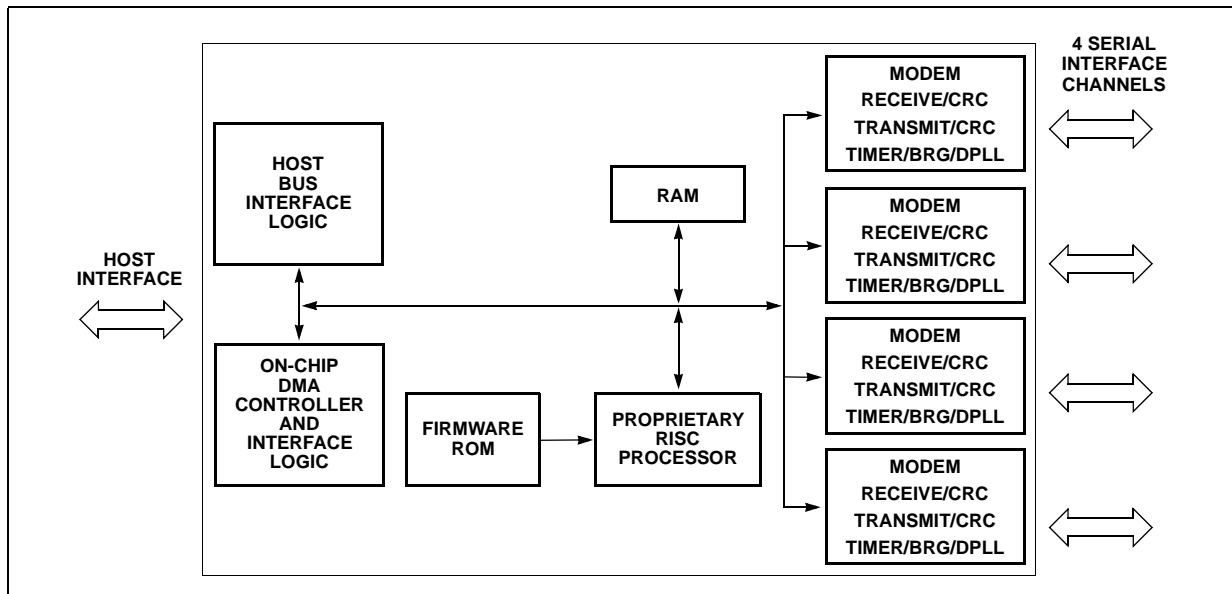 4 SERIAL
INTERFACE
CHANNELS
HOST
INTERFACE
HOST
BUS
INTERFACE
LOGIC
ON-CHIP
DMA
CONTROLLER
AND
INTERFACE
LOGIC
FIRMWARE
ROM
RAM
PROPRIETARY
RISC
PROCESSOR
MODEM
RECEIVE/CRC
TRANSMIT/CRC
TIMER/BRG/DPLL
MODEM
RECEIVE/CRC
TRANSMIT/CRC
TIMER/BRG/DPLL
MODEM
RECEIVE/CRC
TRANSMIT/CRC
TIMER/BRG/DPLL
MODEM
RECEIVE/CRC
TRANSMIT/CRC
TIMER/BRG/DPLL